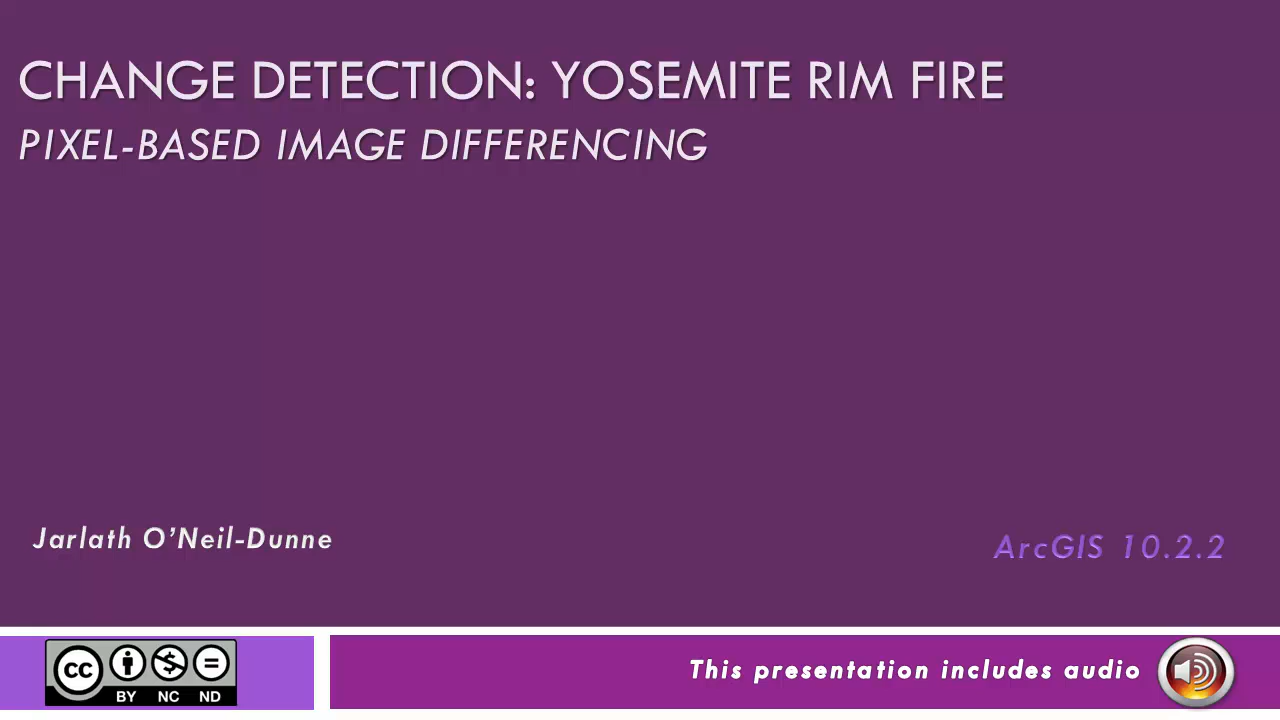 CHANGE DETECTION: YOSEMITE RIM FIRE
PIXEL-BASED IMAGE DIFFERENCING
Jarlath O'Neil-Dunne
ArcGIS 10.2.2
cc
BY NC ND
This presentation includes audio